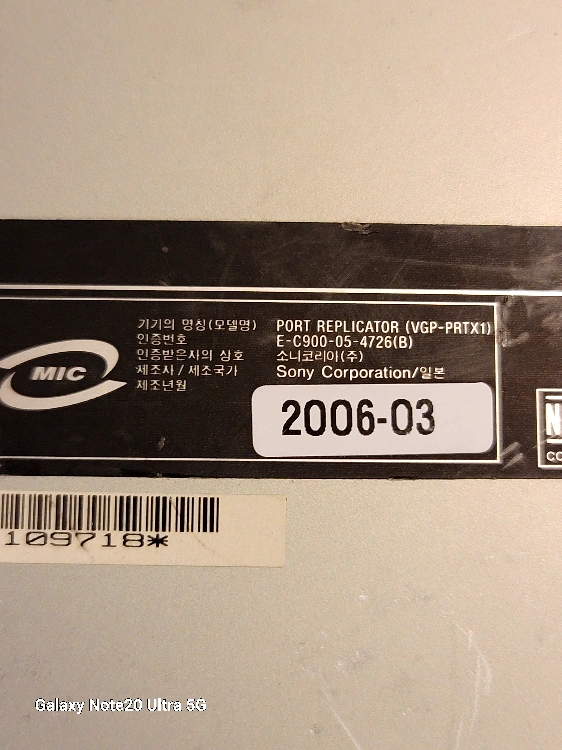 MIC
기기의 명칭(모델명) PORT REPLICATOR (VGP-PRTX1)
인증번호 E-C900-05-4726(B)
인증받은사의 상호 소니코리아(주)
제조사/제조국가 Sony Corporation/일본
제조년월 2006-03
109718*
Galaxy Note20 Ultra 5G